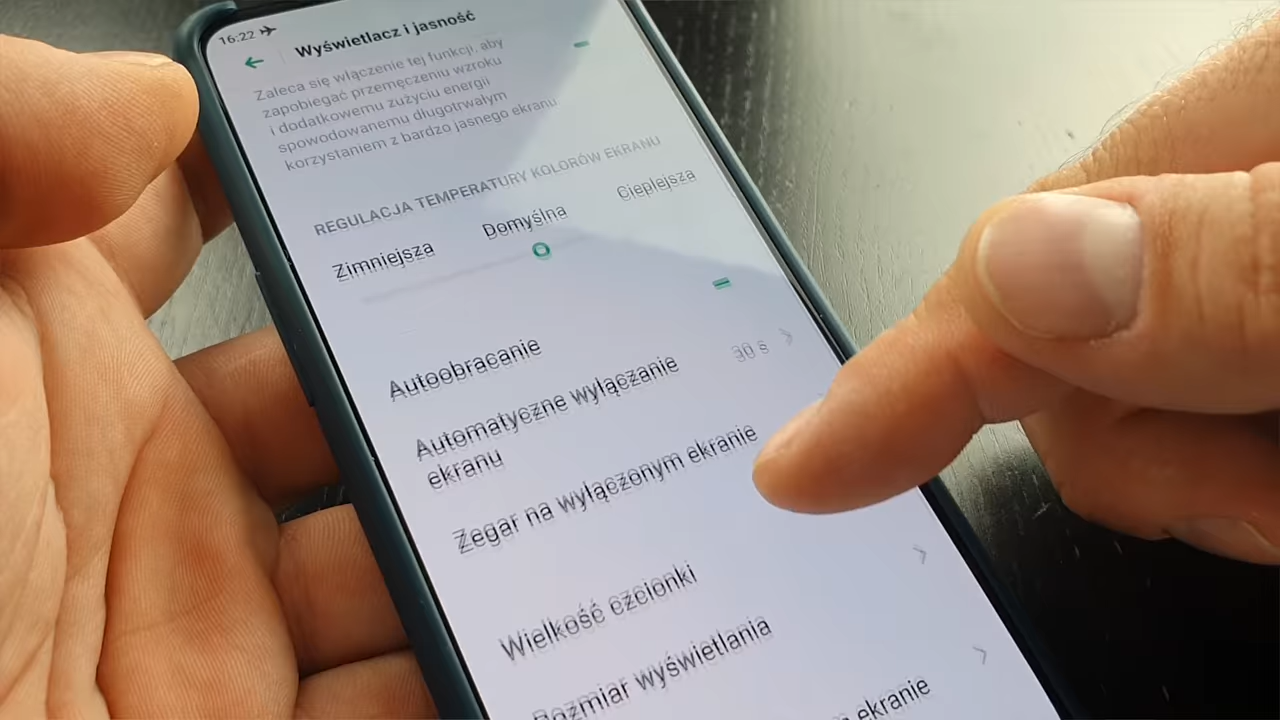 16:22
Wyświetlacz i jasność
Zaleca się włączenie tej funkcji, aby
zapobiegać przemęczeniu wzroku
i dodatkowemu zużyciu energii
spowodowanemu długotrwałym
korzystaniem z bardzo jasnego ekranu.
REGULACJA TEMPERATURY KOLORÓW EKRANU
Zimniejsza Domyślna Cieplejsza
Autoobracanie
Automatyczne wyłączanie 30 s
ekranu
Zegar na wyłączonym ekranie
Wielkość czcionki
Rozmiar wyświetlania
ekranie